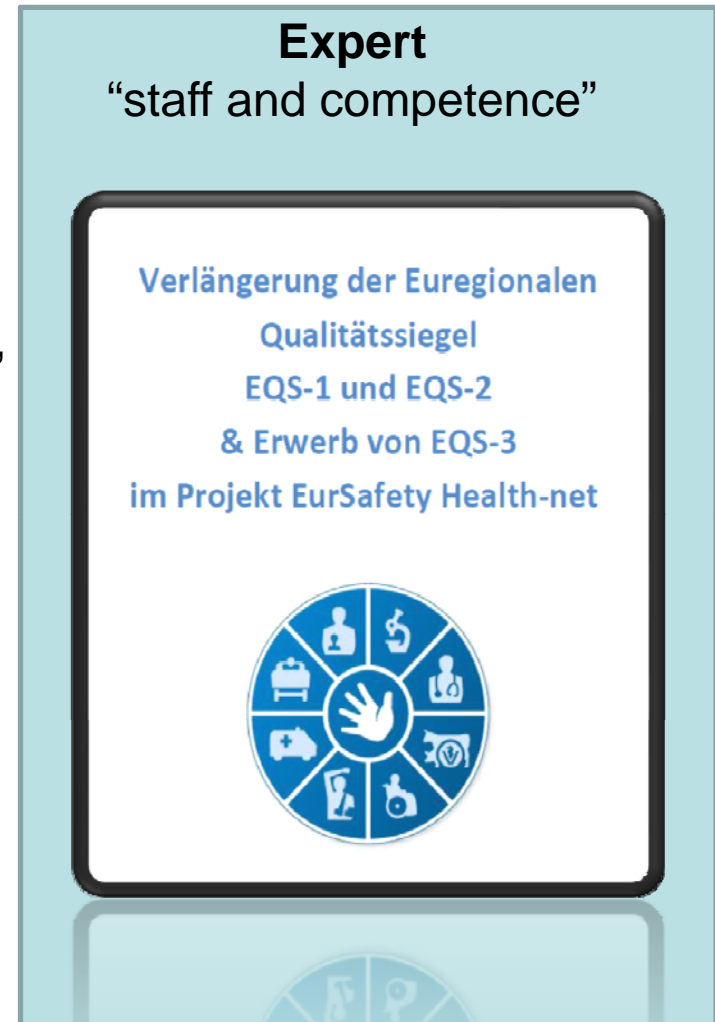 Expert
“staff and competence”
Verlängerung der Euregionalen
Qualitätssiegel
EQS-1 und EQS-2
& Erwerb von EQS-3
im Projekt EurSafety Health-net